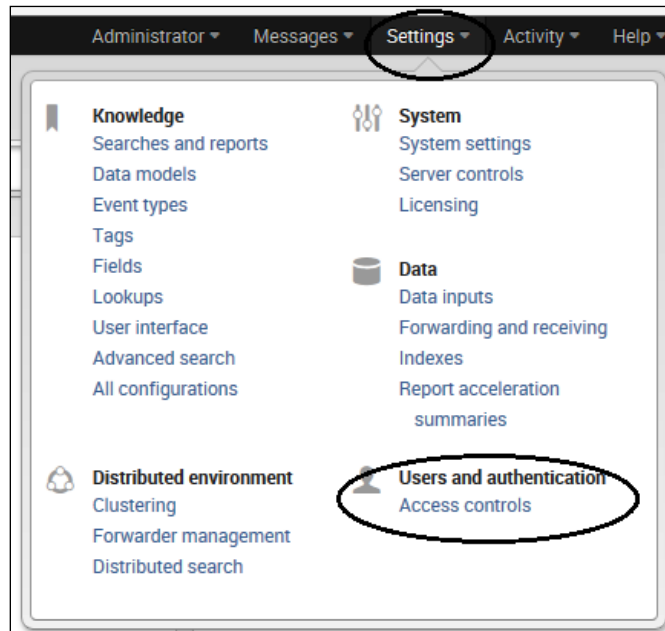 Administrator Messages Settings Activity Help
Knowledge
Searches and reports
Data models
Event types
Tags
Fields
Lookups
User interface
Advanced search
All configurations
System
System settings
Server controls
Licensing
Data
Data inputs
Forwarding and receiving
Indexes
Report acceleration
summaries
Distributed environment
Clustering
Forwarder management
Distributed search
Users and authentication
Access controls